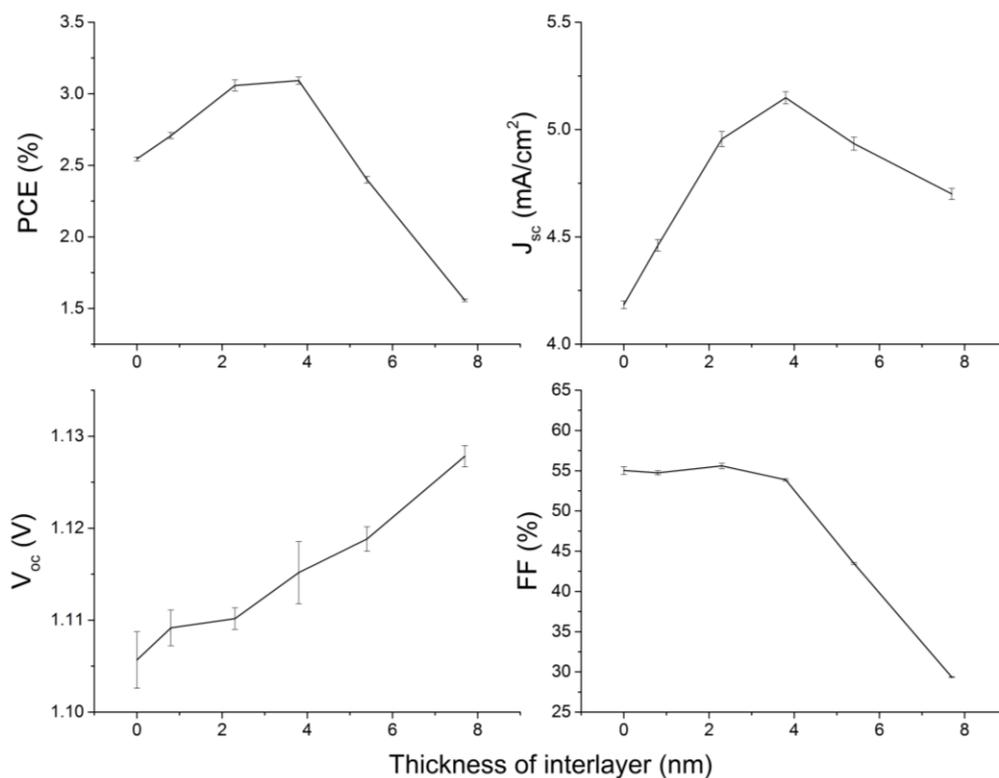 3.5
3.0
2.5
2.0
1.5
PCE (%)
0 2 4 6 8
5.5
5.0
4.5
4.0
J_sc (mA/cm²)
0 2 4 6 8
1.13
1.12
1.11
1.10
V_oc (V)
0 2 4 6 8
65
60
55
50
45
40
35
30
25
FF (%)
0 2 4 6 8
Thickness of interlayer (nm)